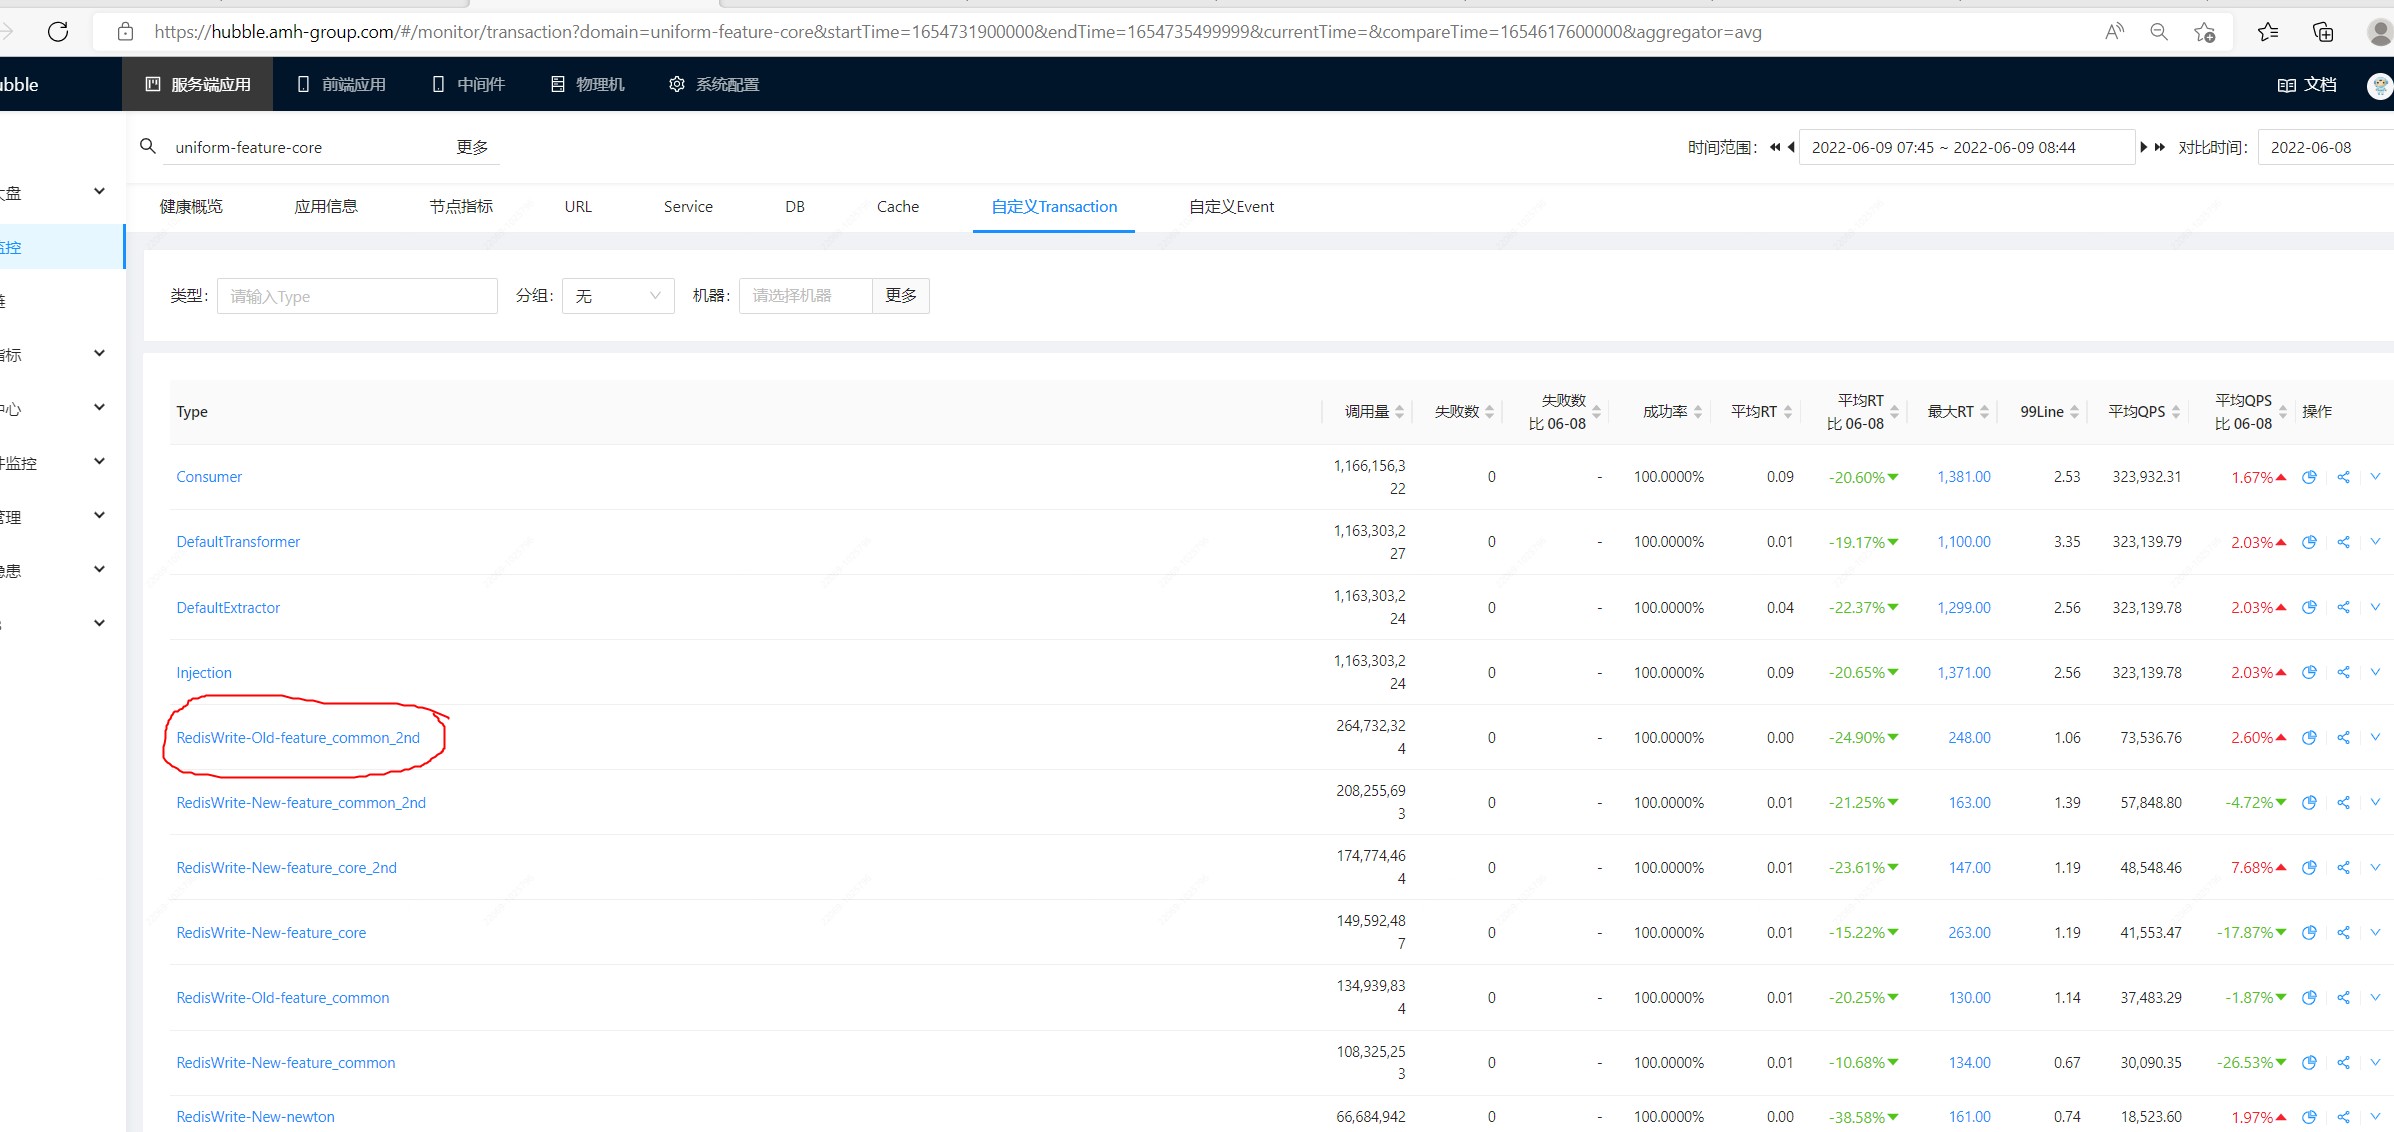 https://hubble.amh-group.com/#/monitor/transaction?domain=uniform-feature-core&startTime=1654731900000&endTime=1654735499999&currentTime=&compareTime=1654617600000&aggregator=avg
ubble 服务端应用 前端应用 中间件 物理机 系统配置 文档
uniform-feature-core 更多 时间范围: 2022-06-09 07:45 ~ 2022-06-09 08:44 对比时间: 2022-06-08
大盘
监控
链
指标
中心
件监控
管理
隐患
健康概览 应用信息 节点指标 URL Service DB Cache 自定义Transaction 自定义Event
类型: 请输入Type 分组: 无 机器: 请选择机器 更多
Type 调用量 失败数 失败数 比 06-08 成功率 平均RT 平均RT 比 06-08 最大RT 99Line 平均QPS 平均QPS 比 06-08 操作
Consumer 1,166,156,322 0 - 100.0000% 0.09 -20.60% 1,381.00 2.53 323,932.31 1.67%
DefaultTransformer 1,163,303,227 0 - 100.0000% 0.01 -19.17% 1,100.00 3.35 323,139.79 2.03%
DefaultExtractor 1,163,303,224 0 - 100.0000% 0.04 -22.37% 1,299.00 2.56 323,139.78 2.03%
Injection 1,163,303,224 0 - 100.0000% 0.09 -20.65% 1,371.00 2.56 323,139.78 2.03%
RedisWrite-Old-feature_common_2nd 264,732,324 0 - 100.0000% 0.00 -24.90% 248.00 1.06 73,536.76 2.60%
RedisWrite-New-feature_common_2nd 208,255,693 0 - 100.0000% 0.01 -21.25% 163.00 1.39 57,848.80 -4.72%
RedisWrite-New-feature_core_2nd 174,774,464 0 - 100.0000% 0.01 -23.61% 147.00 1.19 48,548.46 7.68%
RedisWrite-New-feature_core 149,592,487 0 - 100.0000% 0.01 -15.22% 263.00 1.19 41,553.47 -17.87%
RedisWrite-Old-feature_common 134,939,834 0 - 100.0000% 0.01 -20.25% 130.00 1.14 37,483.29 -1.87%
RedisWrite-New-feature_common 108,325,253 0 - 100.0000% 0.01 -10.68% 134.00 0.67 30,090.35 -26.53%
RedisWrite-New-newton 66,684,942 0 - 100.0000% 0.00 -38.58% 161.00 0.74 18,523.60 1.97%